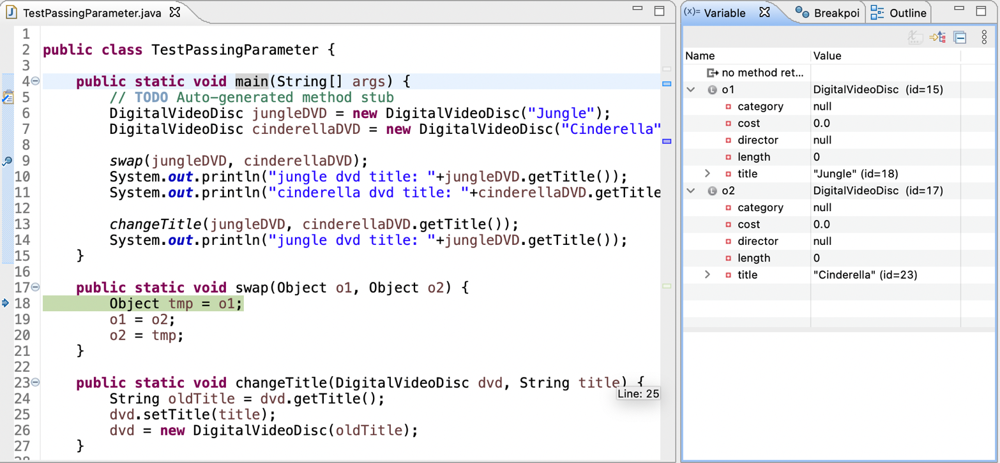 TestPassingParameter.java
1
2 public class TestPassingParameter {
3
4 public static void main(String[] args) {
5 // TODO Auto-generated method stub
6 DigitalVideoDisc jungleDVD = new DigitalVideoDisc("Jungle");
7 DigitalVideoDisc cinderellaDVD = new DigitalVideoDisc("Cinderella"
8
9 swap(jungleDVD, cinderellaDVD);
10 System.out.println("jungle dvd title: "+jungleDVD.getTitle());
11 System.out.println("cinderella dvd title: "+cinderellaDVD.getTitle
12
13 changeTitle(jungleDVD, cinderellaDVD.getTitle());
14 System.out.println("jungle dvd title: "+jungleDVD.getTitle());
15 }
16
17 public static void swap(Object o1, Object o2) {
18 Object tmp = o1;
19 o1 = o2;
20 o2 = tmp;
21 }
22
23 public static void changeTitle(DigitalVideoDisc dvd, String title) {
24 String oldTitle = dvd.getTitle();
25 dvd.setTitle(title);
26 dvd = new DigitalVideoDisc(oldTitle);
27 }
Line: 25
(x)= Variable Breakpoi Outline
Name Value
no method ret...
o1 DigitalVideoDisc (id=15)
category null
cost 0.0
director null
length 0
title "Jungle" (id=18)
o2 DigitalVideoDisc (id=17)
category null
cost 0.0
director null
length 0
title "Cinderella" (id=23)